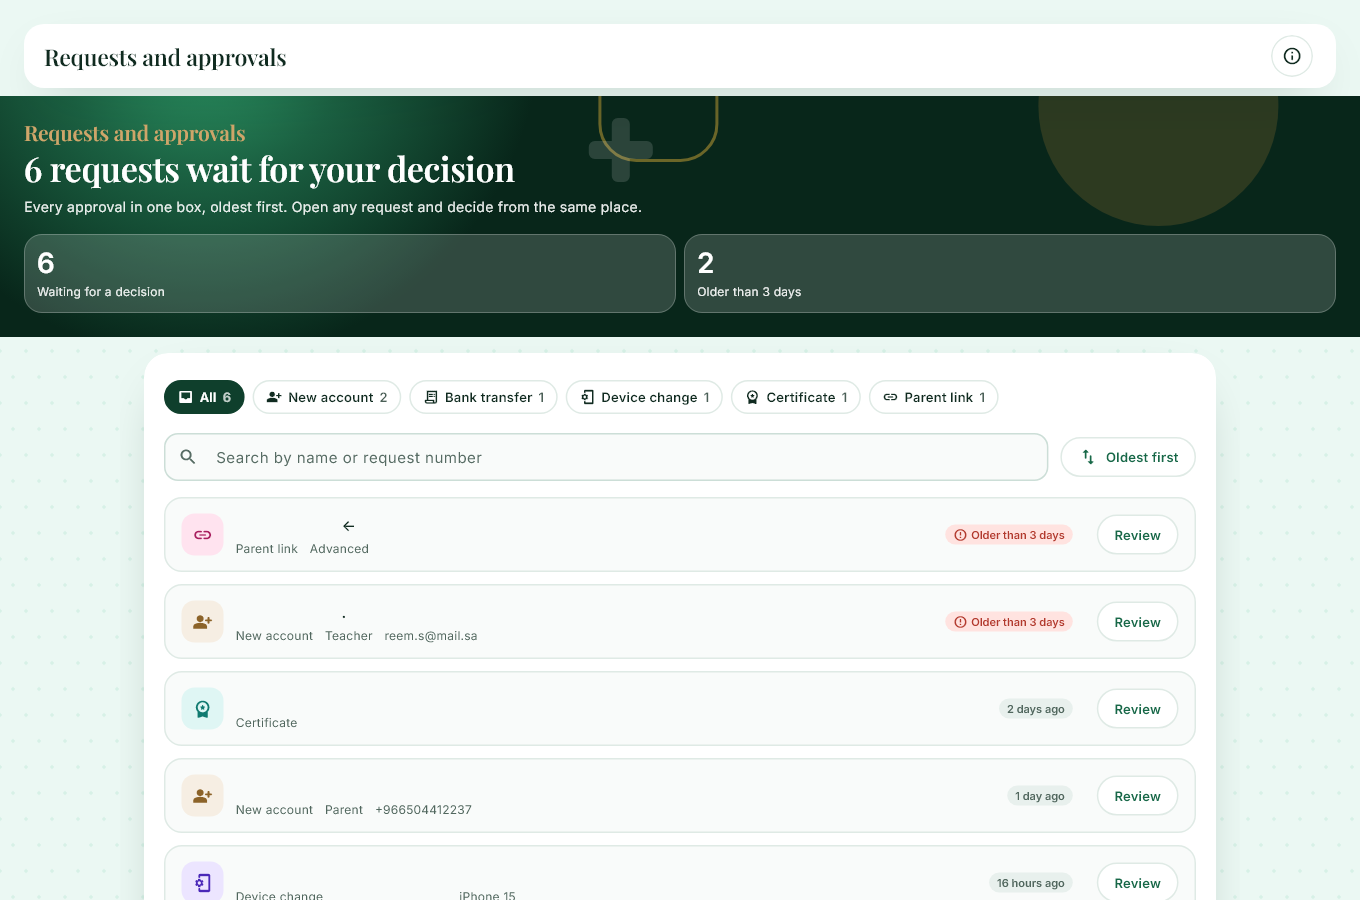 Requests and approvals
Requests and approvals
6 requests wait for your decision
Every approval in one box, oldest first. Open any request and decide from the same place.
6
Waiting for a decision
2
Older than 3 days
All 6
New account 2
Bank transfer 1
Device change 1
Certificate 1
Parent link 1
Search by name or request number
Oldest first
←
Parent link Advanced
Older than 3 days
Review
·
New account Teacher reem.s@mail.sa
Older than 3 days
Review
Certificate
2 days ago
Review
New account Parent +966504412237
1 day ago
Review
Device change iPhone 15
16 hours ago
Review